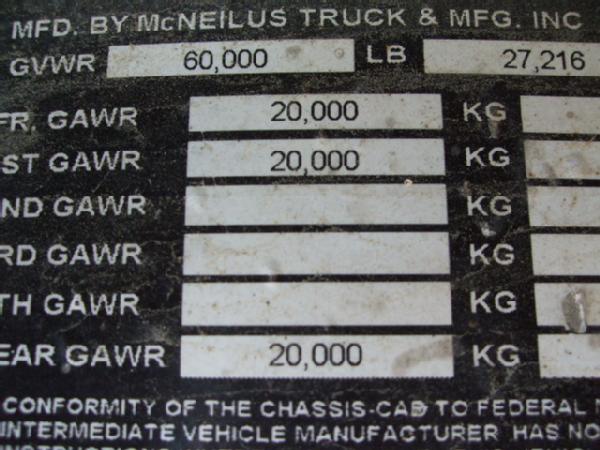 MFD. BY McNEILUS TRUCK & MFG. INC
GVWR 60,000 LB 27,216
FR. GAWR 20,000 KG
ST GAWR 20,000 KG
ND GAWR KG
RD GAWR KG
TH GAWR KG
EAR GAWR 20,000 KG
CONFORMITY OF THE CHASSIS-CAB TO FEDERAL
INTERMEDIATE VEHICLE MANUFACTURER HAS NO